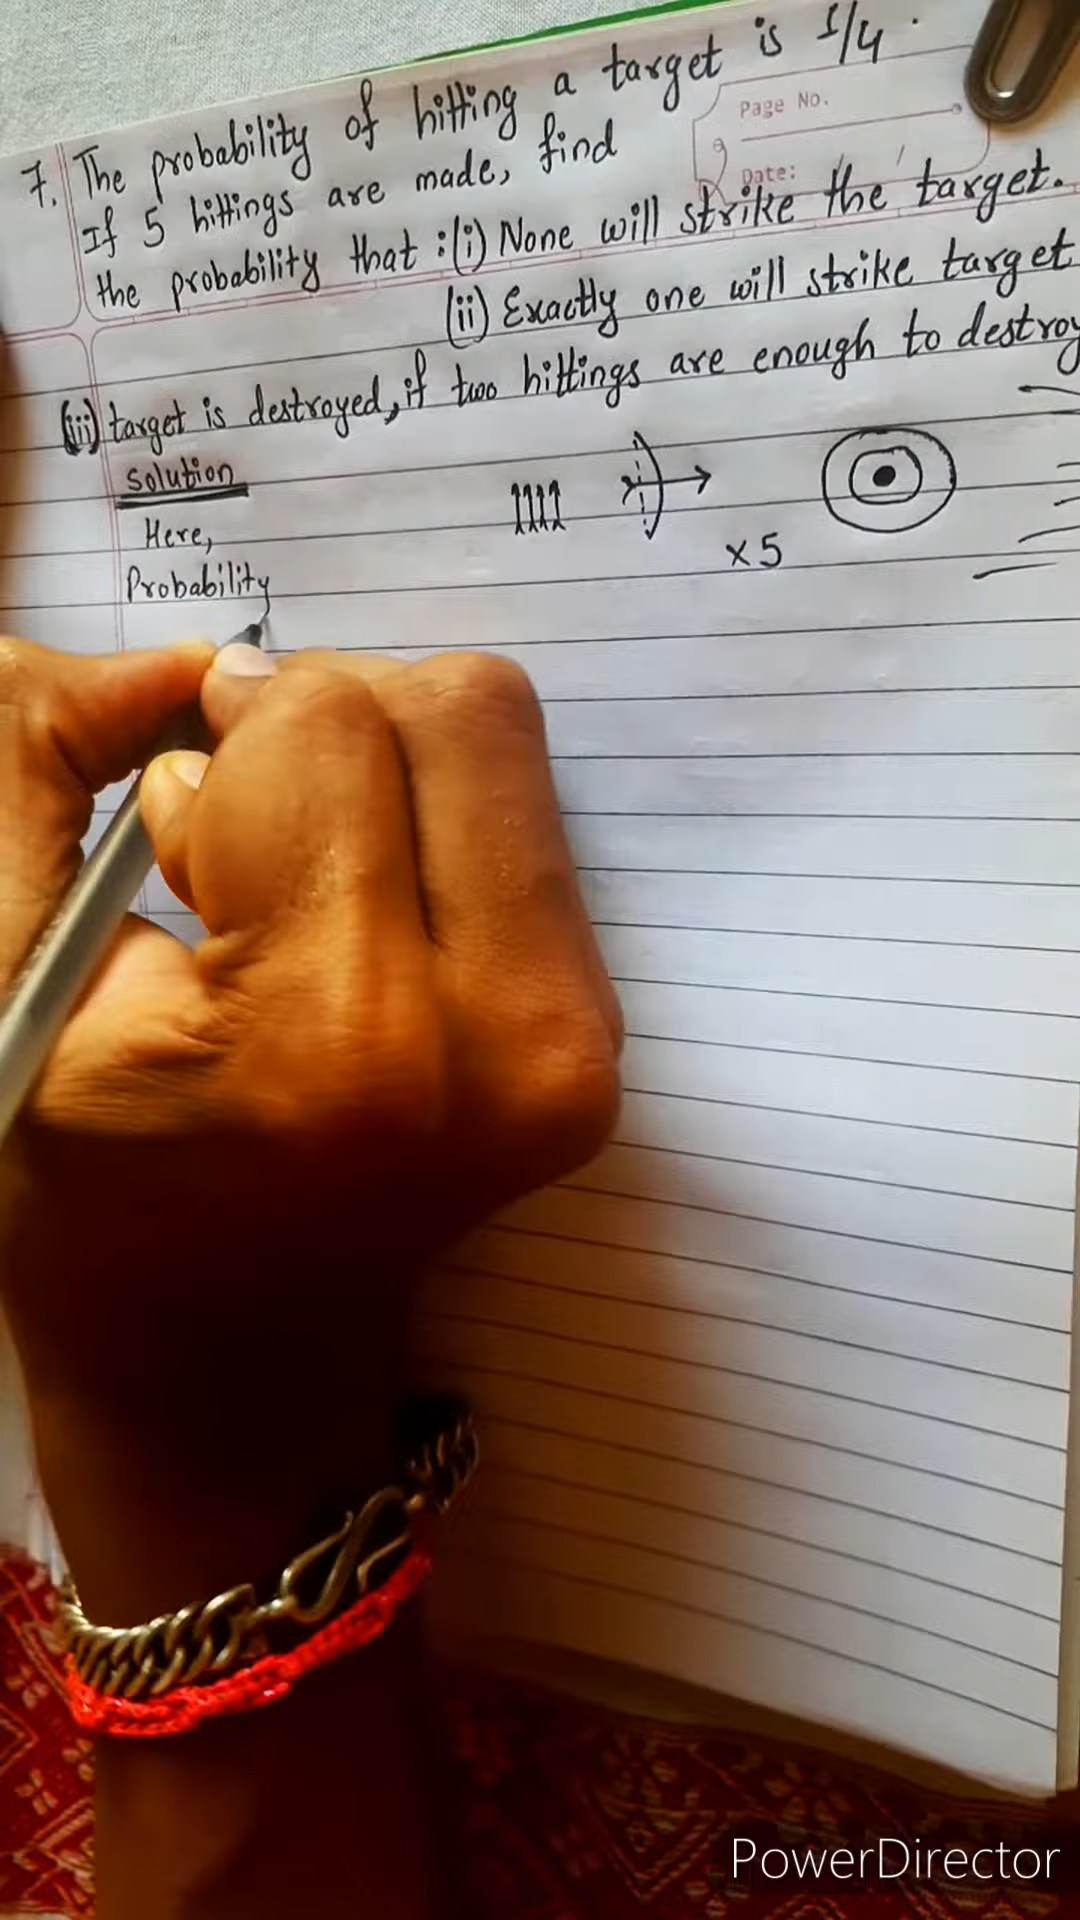 7. The probability of hitting a target is 1/4.
If 5 hittings are made, find
Page No.
Date:
the probability that :(i) None will strike the target.
(ii) Exactly one will strike target
(iii) target is destroyed, if two hittings are enough to destroy
Solution
Here,
Probability
×5
PowerDirector